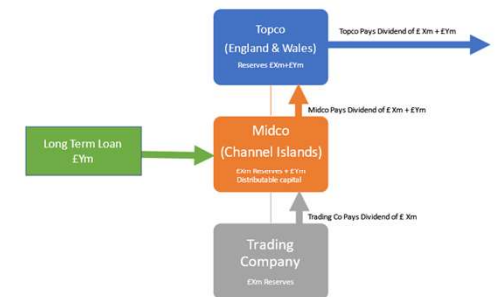 Topco
(England & Wales)
Reserves £Xm+£Ym
Topco Pays Dividend of £ Xm + £Ym
Midco Pays Dividend of £ Xm + £Ym
Long Term Loan
£Ym
Midco
(Channel Islands)
£Xm Reserves + £Ym
Distributable capital
Trading Co Pays Dividend of £ Xm
Trading
Company
£Xm Reserves